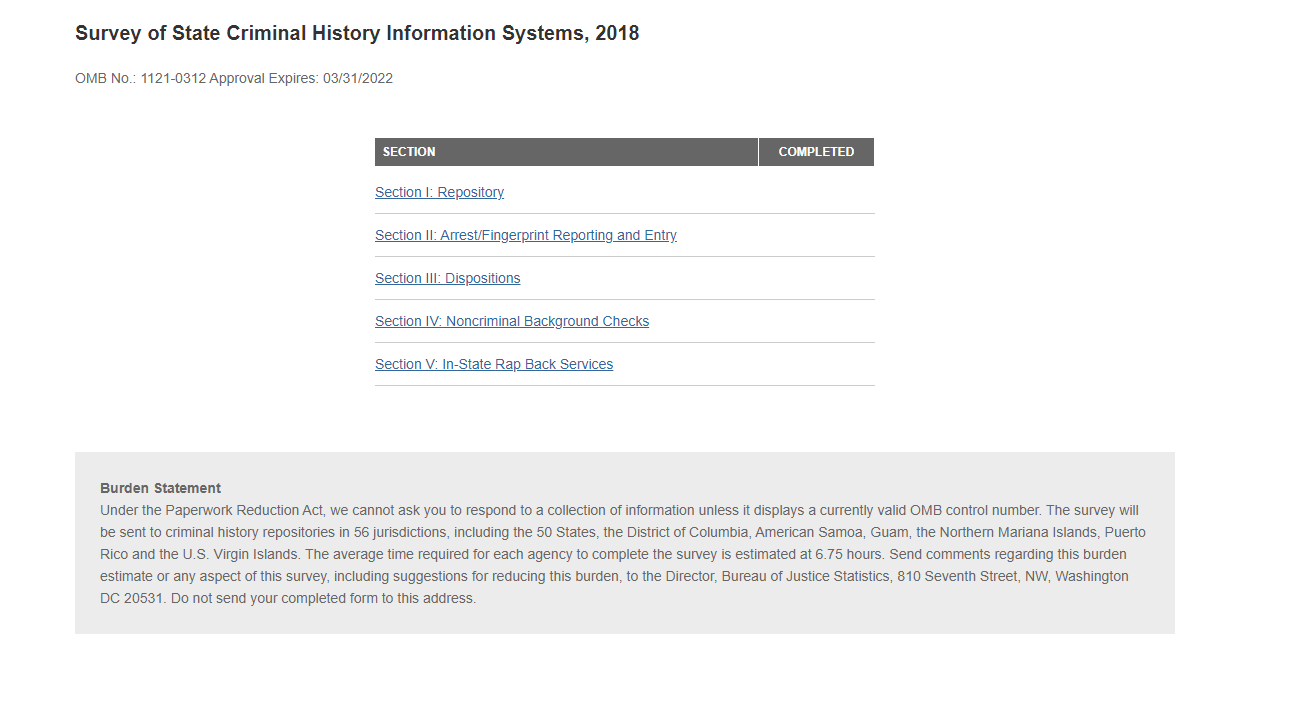 Survey of State Criminal History Information Systems, 2018
OMB No.: 1121-0312 Approval Expires: 03/31/2022
SECTION COMPLETED
Section I: Repository
Section II: Arrest/Fingerprint Reporting and Entry
Section III: Dispositions
Section IV: Noncriminal Background Checks
Section V: In-State Rap Back Services
Burden Statement
Under the Paperwork Reduction Act, we cannot ask you to respond to a collection of information unless it displays a currently valid OMB control number. The survey will
be sent to criminal history repositories in 56 jurisdictions, including the 50 States, the District of Columbia, American Samoa, Guam, the Northern Mariana Islands, Puerto
Rico and the U.S. Virgin Islands. The average time required for each agency to complete the survey is estimated at 6.75 hours. Send comments regarding this burden
estimate or any aspect of this survey, including suggestions for reducing this burden, to the Director, Bureau of Justice Statistics, 810 Seventh Street, NW, Washington
DC 20531. Do not send your completed form to this address.